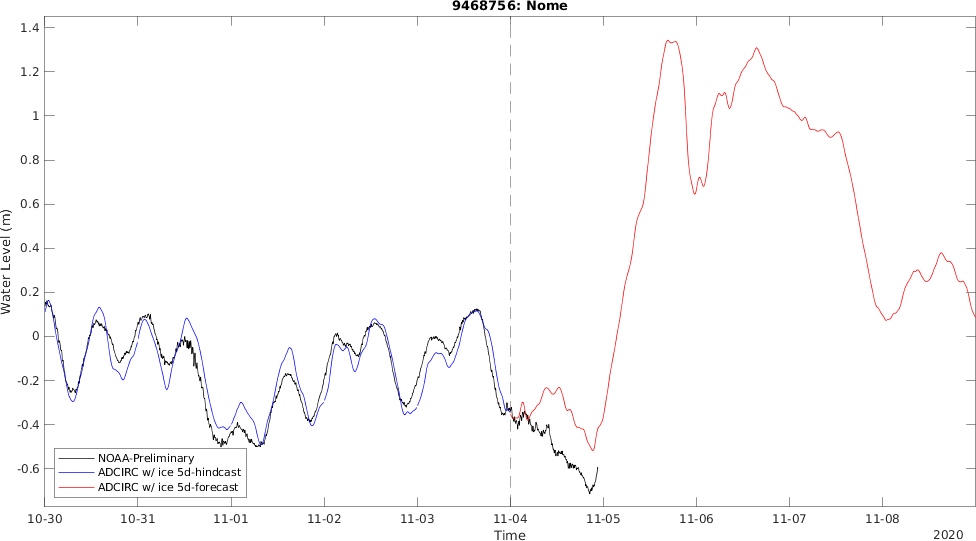 9468756: Nome
Water Level (m)
1.4
1.2
1
0.8
0.6
0.4
0.2
0
-0.2
-0.4
-0.6
NOAA-Preliminary
ADCIRC w/ ice 5d-hindcast
ADCIRC w/ ice 5d-forecast
10-30 10-31 11-01 11-02 11-03 11-04 11-05 11-06 11-07 11-08
Time
2020